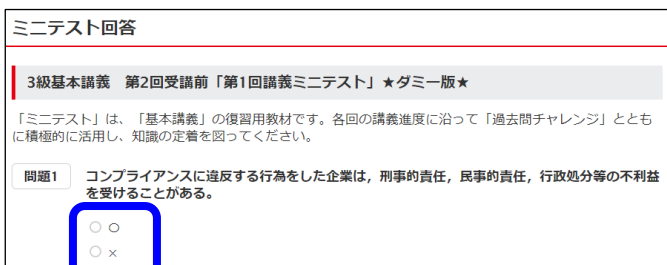 ミニテスト回答
3級基本講義　第2回受講前「第1回講義ミニテスト」★ダミー版★
「ミニテスト」は、「基本講義」の復習用教材です。各回の講義進度に沿って「過去問チャレンジ」ととも
に積極的に活用し、知識の定着を図ってください。
問題1　コンプライアンスに違反する行為をした企業は，刑事的責任，民事的責任，行政処分等の不利益
を受けることがある。
○
×